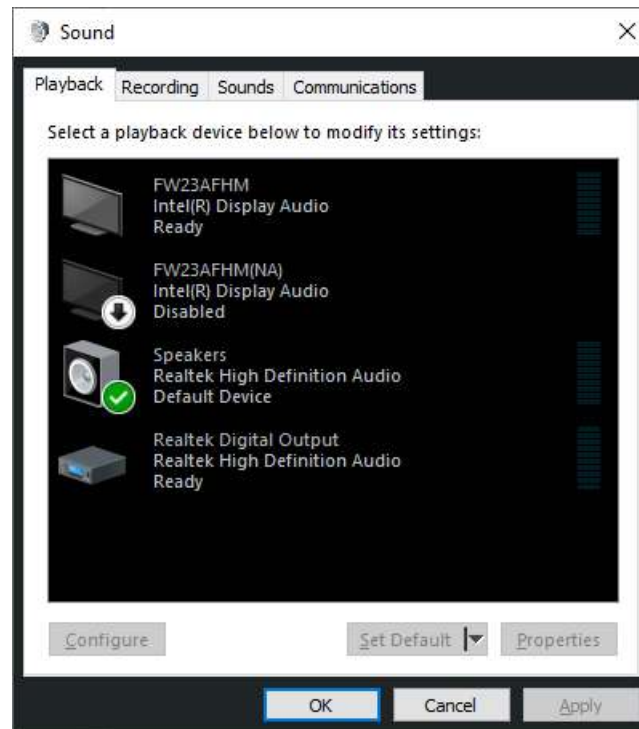 Sound
Playback Recording Sounds Communications
Select a playback device below to modify its settings:
FW23AFHM
Intel(R) Display Audio
Ready
FW23AFHM(NA)
Intel(R) Display Audio
Disabled
Speakers
Realtek High Definition Audio
Default Device
Realtek Digital Output
Realtek High Definition Audio
Ready
Configure Set Default Properties
OK Cancel Apply